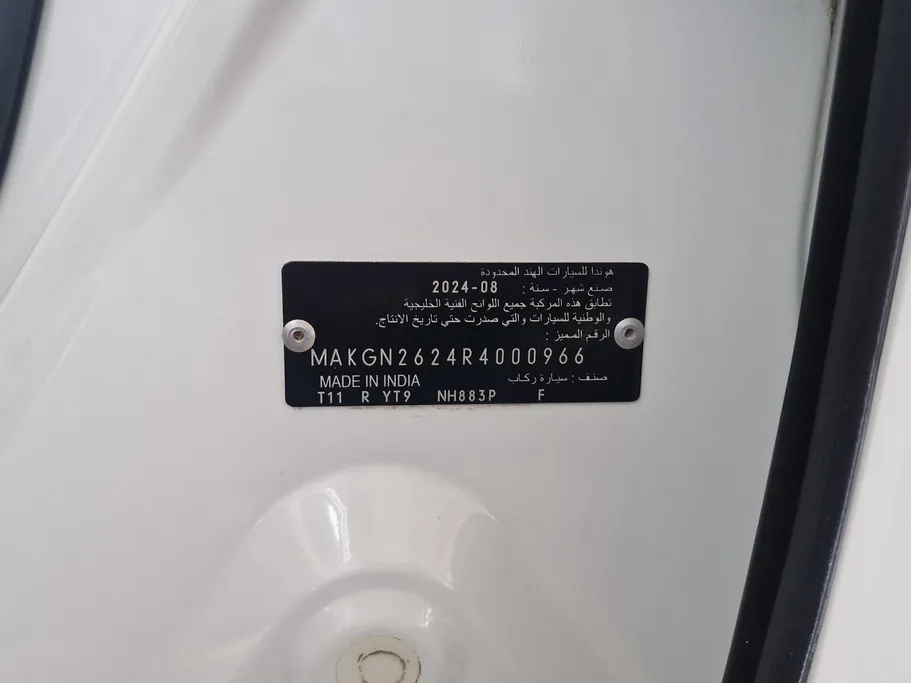 هوندا للسيارات الهند المحدودة
صنع شهر - سنة : 2024-08
تطابق هذه المركبة جميع اللوائح الفنية الخليجية
والوطنية للسيارات والتي صدرت حتي تاريخ الانتاج.
الرقم المميز :
MAKGN2624R4000966
صنف : سيارة ركاب
MADE IN INDIA
T11 R YT9 NH883P F